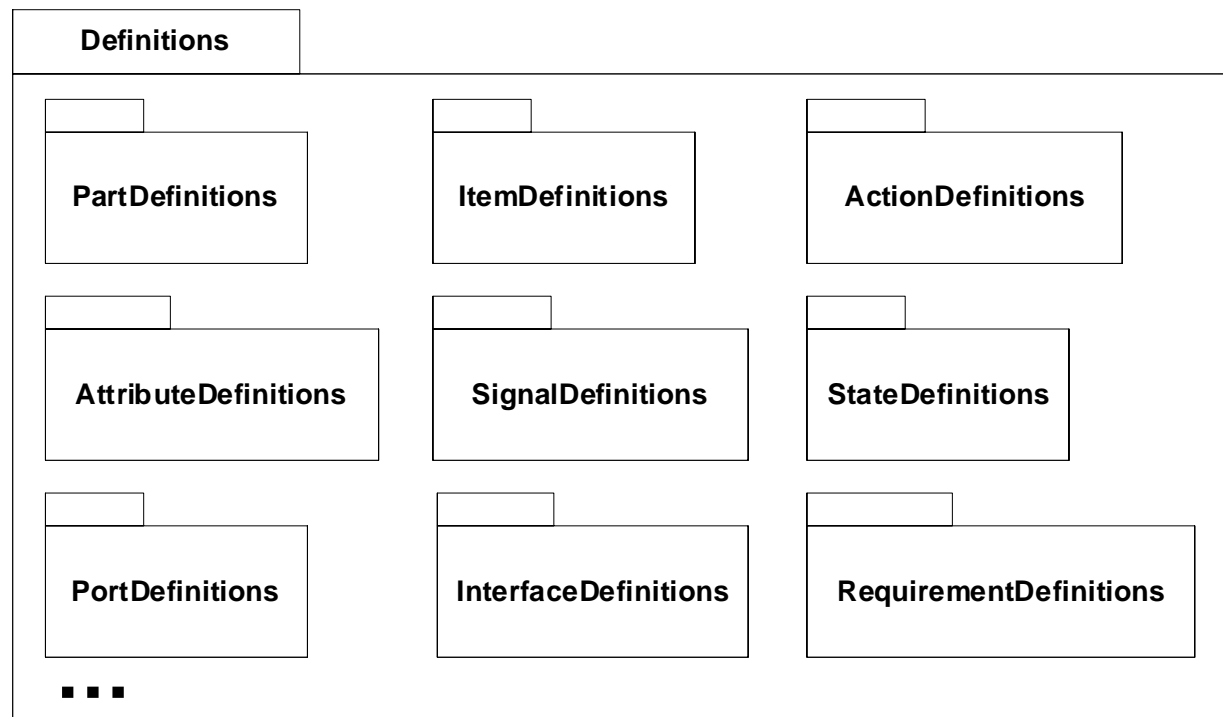 Definitions
PartDefinitions
ItemDefinitions
ActionDefinitions
AttributeDefinitions
SignalDefinitions
StateDefinitions
PortDefinitions
InterfaceDefinitions
RequirementDefinitions
...